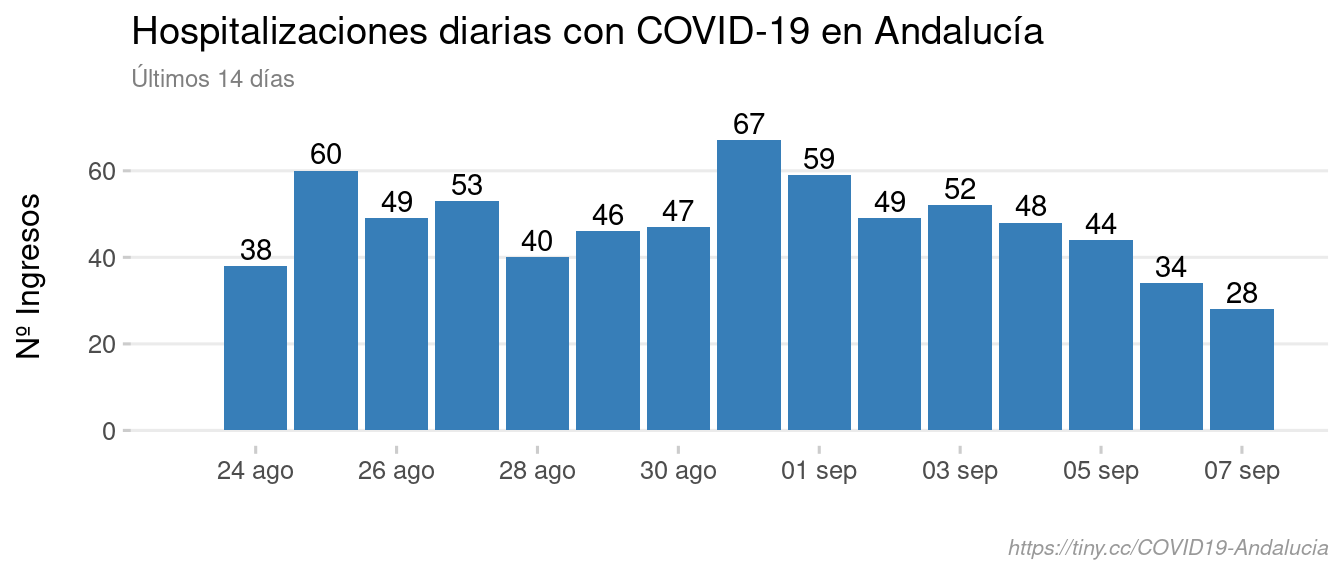 Hospitalizaciones diarias con COVID-19 en Andalucía
Últimos 14 días
Nº Ingresos
60
40
20
0
38
60
49
53
40
46
47
67
59
49
52
48
44
34
28
24 ago
26 ago
28 ago
30 ago
01 sep
03 sep
05 sep
07 sep
https://tiny.cc/COVID19-Andalucia